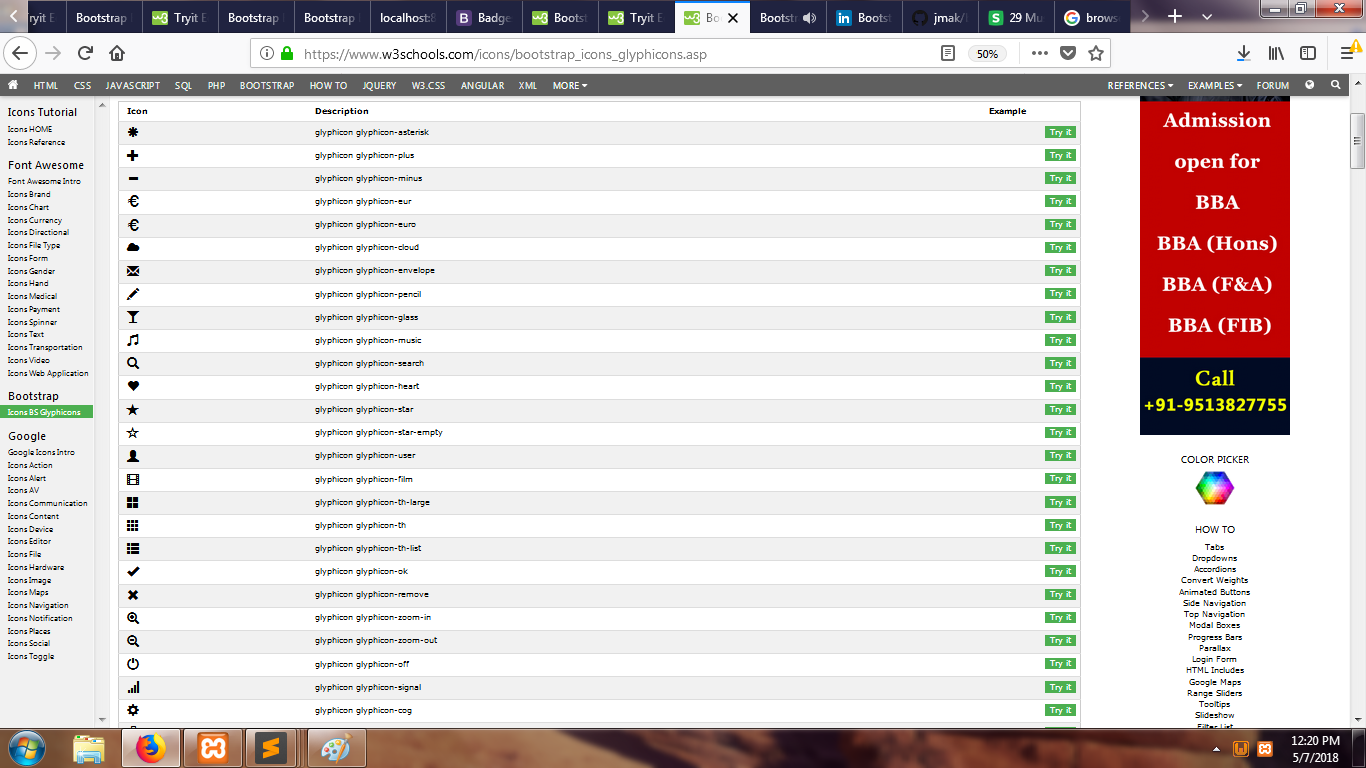 ryit E
Bootstrap
Tryit E
Bootstrap
Bootstrap
localhost:8
Badge
Bootst
Tryit E
Bo
Bootstr
Bootst
jmak/
29 Mu
brows
https://www.w3schools.com/icons/bootstrap_icons_glyphicons.asp
50%
HTML CSS JAVASCRIPT SQL PHP BOOTSTRAP HOW TO JQUERY W3.CSS ANGULAR XML MORE REFERENCES EXAMPLES FORUM
Icons Tutorial
Icons HOME
Icons Reference
Font Awesome
Font Awesome Intro
Icons Brand
Icons Chart
Icons Currency
Icons Directional
Icons File Type
Icons Form
Icons Gender
Icons Hand
Icons Medical
Icons Payment
Icons Spinner
Icons Text
Icons Transportation
Icons Video
Icons Web Application
Bootstrap
Icons BS Glyphicons
Google
Google Icons Intro
Icons Action
Icons Alert
Icons AV
Icons Communication
Icons Content
Icons Device
Icons Editor
Icons File
Icons Hardware
Icons Image
Icons Maps
Icons Navigation
Icons Notification
Icons Places
Icons Social
Icons Toggle
Icon Description Example
glyphicon glyphicon-asterisk Try it
glyphicon glyphicon-plus Try it
glyphicon glyphicon-minus Try it
glyphicon glyphicon-eur Try it
glyphicon glyphicon-euro Try it
glyphicon glyphicon-cloud Try it
glyphicon glyphicon-envelope Try it
glyphicon glyphicon-pencil Try it
glyphicon glyphicon-glass Try it
glyphicon glyphicon-music Try it
glyphicon glyphicon-search Try it
glyphicon glyphicon-heart Try it
glyphicon glyphicon-star Try it
glyphicon glyphicon-star-empty Try it
glyphicon glyphicon-user Try it
glyphicon glyphicon-film Try it
glyphicon glyphicon-th-large Try it
glyphicon glyphicon-th Try it
glyphicon glyphicon-th-list Try it
glyphicon glyphicon-ok Try it
glyphicon glyphicon-remove Try it
glyphicon glyphicon-zoom-in Try it
glyphicon glyphicon-zoom-out Try it
glyphicon glyphicon-off Try it
glyphicon glyphicon-signal Try it
glyphicon glyphicon-cog Try it
Admission
open for
BBA
BBA (Hons)
BBA (F&A)
BBA (FIB)
Call
+91-9513827755
COLOR PICKER
HOW TO
Tabs
Dropdowns
Accordions
Convert Weights
Animated Buttons
Side Navigation
Top Navigation
Modal Boxes
Progress Bars
Parallax
Login Form
HTML Includes
Google Maps
Range Sliders
Tooltips
Slideshow
Filter List
12:20 PM
5/7/2018